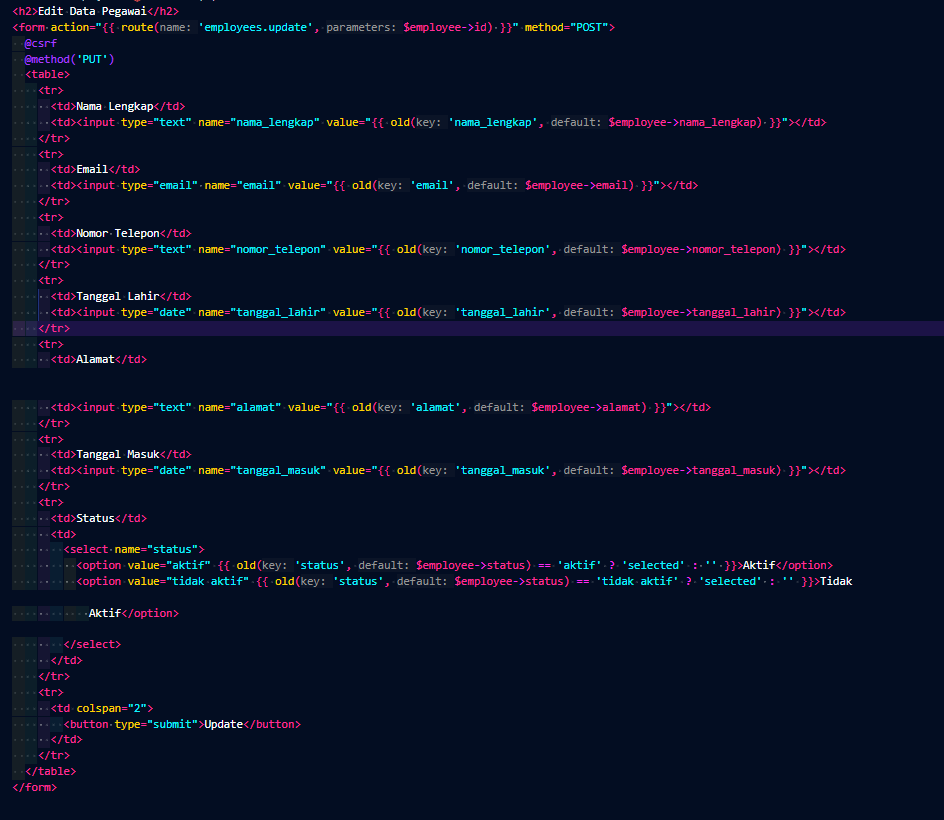 <h2>Edit Data Pegawai</h2>
<form action="{{ route(name: 'employees.update', parameters: $employee->id) }}" method="POST">
@csrf
@method('PUT')
<table>
<tr>
<td>Nama Lengkap</td>
<td><input type="text" name="nama_lengkap" value="{{ old(key: 'nama_lengkap', default: $employee->nama_lengkap) }}"></td>
</tr>
<tr>
<td>Email</td>
<td><input type="email" name="email" value="{{ old(key: 'email', default: $employee->email) }}"></td>
</tr>
<tr>
<td>Nomor Telepon</td>
<td><input type="text" name="nomor_telepon" value="{{ old(key: 'nomor_telepon', default: $employee->nomor_telepon) }}"></td>
</tr>
<tr>
<td>Tanggal Lahir</td>
<td><input type="date" name="tanggal_lahir" value="{{ old(key: 'tanggal_lahir', default: $employee->tanggal_lahir) }}"></td>
</tr>
<tr>
<td>Alamat</td>
<td><input type="text" name="alamat" value="{{ old(key: 'alamat', default: $employee->alamat) }}"></td>
</tr>
<tr>
<td>Tanggal Masuk</td>
<td><input type="date" name="tanggal_masuk" value="{{ old(key: 'tanggal_masuk', default: $employee->tanggal_masuk) }}"></td>
</tr>
<tr>
<td>Status</td>
<td>
<select name="status">
<option value="aktif" {{ old(key: 'status', default: $employee->status) == 'aktif' ? 'selected' : '' }}>Aktif</option>
<option value="tidak aktif" {{ old(key: 'status', default: $employee->status) == 'tidak aktif' ? 'selected' : '' }}>Tidak
Aktif</option>
</select>
</td>
</tr>
<tr>
<td colspan="2">
<button type="submit">Update</button>
</td>
</tr>
</table>
</form>